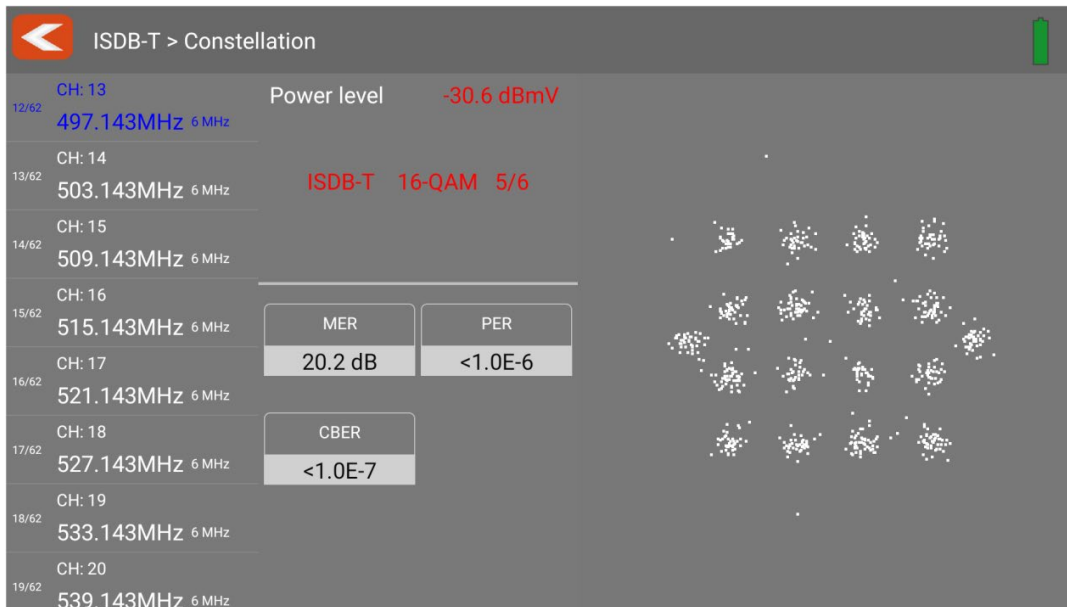 ISDB-T > Constellation
12/62
CH: 13
497.143MHz 6 MHz
13/62
CH: 14
503.143MHz 6 MHz
14/62
CH: 15
509.143MHz 6 MHz
15/62
CH: 16
515.143MHz 6 MHz
16/62
CH: 17
521.143MHz 6 MHz
17/62
CH: 18
527.143MHz 6 MHz
18/62
CH: 19
533.143MHz 6 MHz
19/62
CH: 20
539.143MHz 6 MHz
Power level -30.6 dBmV
ISDB-T 16-QAM 5/6
MER
20.2 dB
PER
<1.0E-6
CBER
<1.0E-7